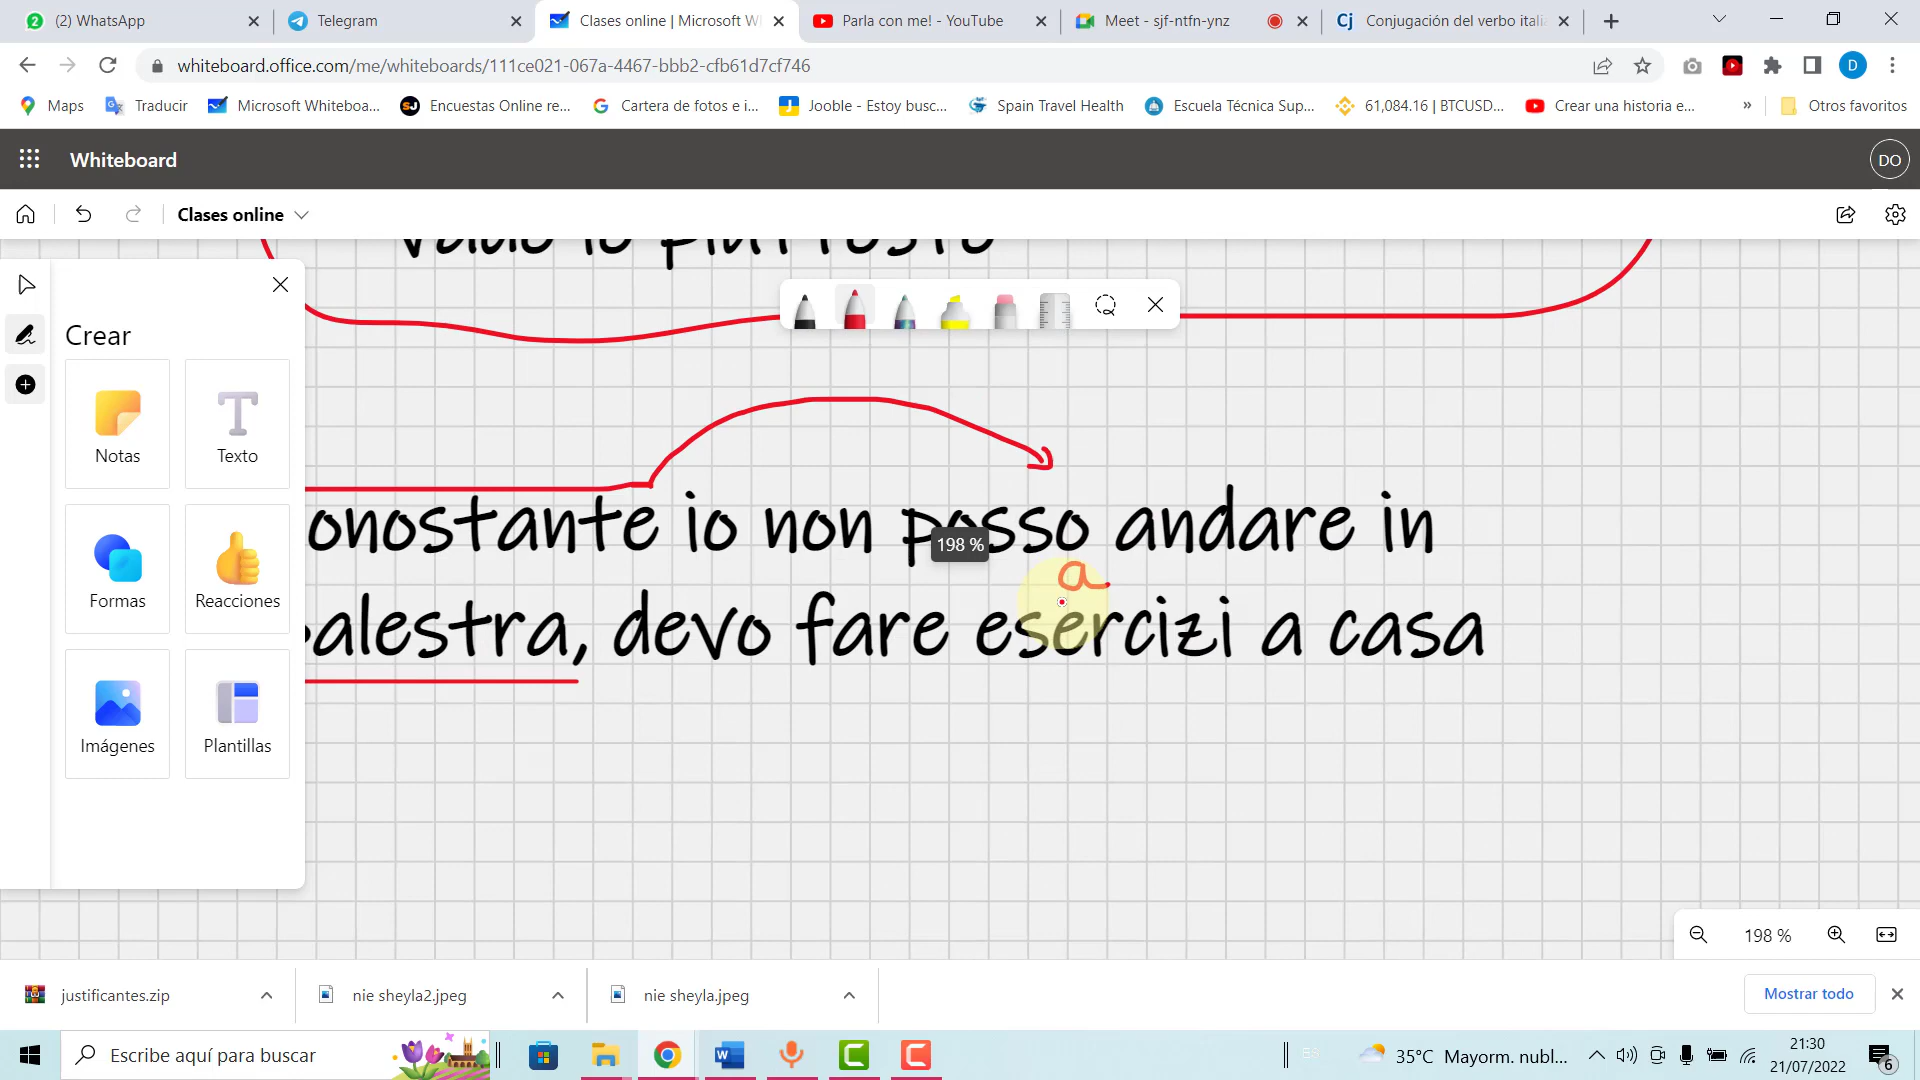 (2) WhatsApp
Telegram
Clases online | Microsoft W
Parla con me! - YouTube
Meet - sjf-ntfn-ynz
Cj
Conjugación del verbo itali
whiteboard.office.com/me/whiteboards/111ce021-067a-4467-bbb2-cfb61d7cf746
D
Maps
Traducir
Microsoft Whiteboa...
Encuestas Online re...
Cartera de fotos e i...
Jooble - Estoy busc...
Spain Travel Health
Escuela Técnica Sup...
61,084.16 | BTCUSD...
Crear una historia e...
»
Otros favoritos
Whiteboard
DO
Clases online
Crear
Notas
Texto
Formas
Reacciones
Imágenes
Plantillas
onostante io non posso andare in
198 %
a
alestra, devo fare esercizi a casa
198 %
justificantes.zip
nie sheyla2.jpeg
nie sheyla.jpeg
Mostrar todo
Escribe aquí para buscar
35°C Mayorm. nubl...
21:30
21/07/2022
6